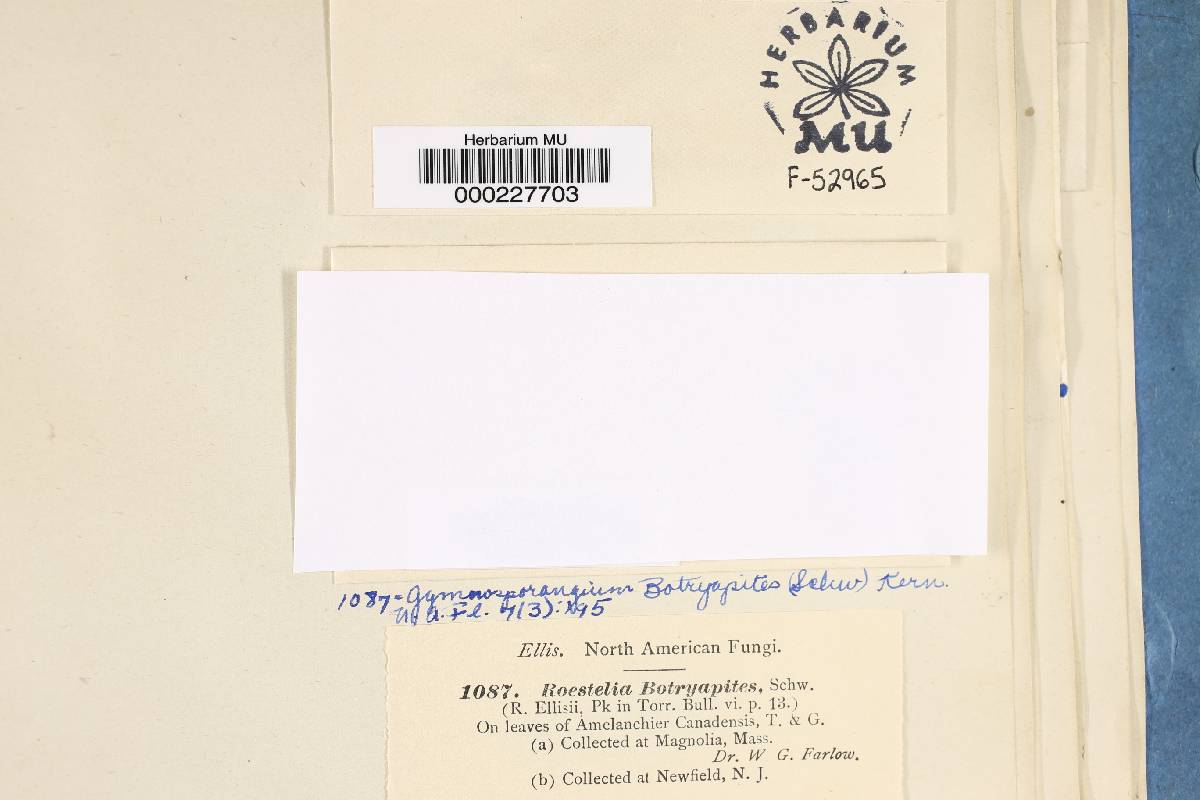 HERBARIUM
MU
F-52965
Herbarium MU
000227703
1087 = Gymnosporangium Botryapites (Schw) Kern.
N. A. Fl. 7(3): 195
Ellis. North American Fungi.
1087. Roestelia Botryapites, Schw.
(R. Ellisii, Pk in Torr. Bull. vi. p. 13.)
On leaves of Amelanchier Canadensis, T. & G.
(a) Collected at Magnolia, Mass.
Dr. W G. Farlow.
(b) Collected at Newfield, N. J.